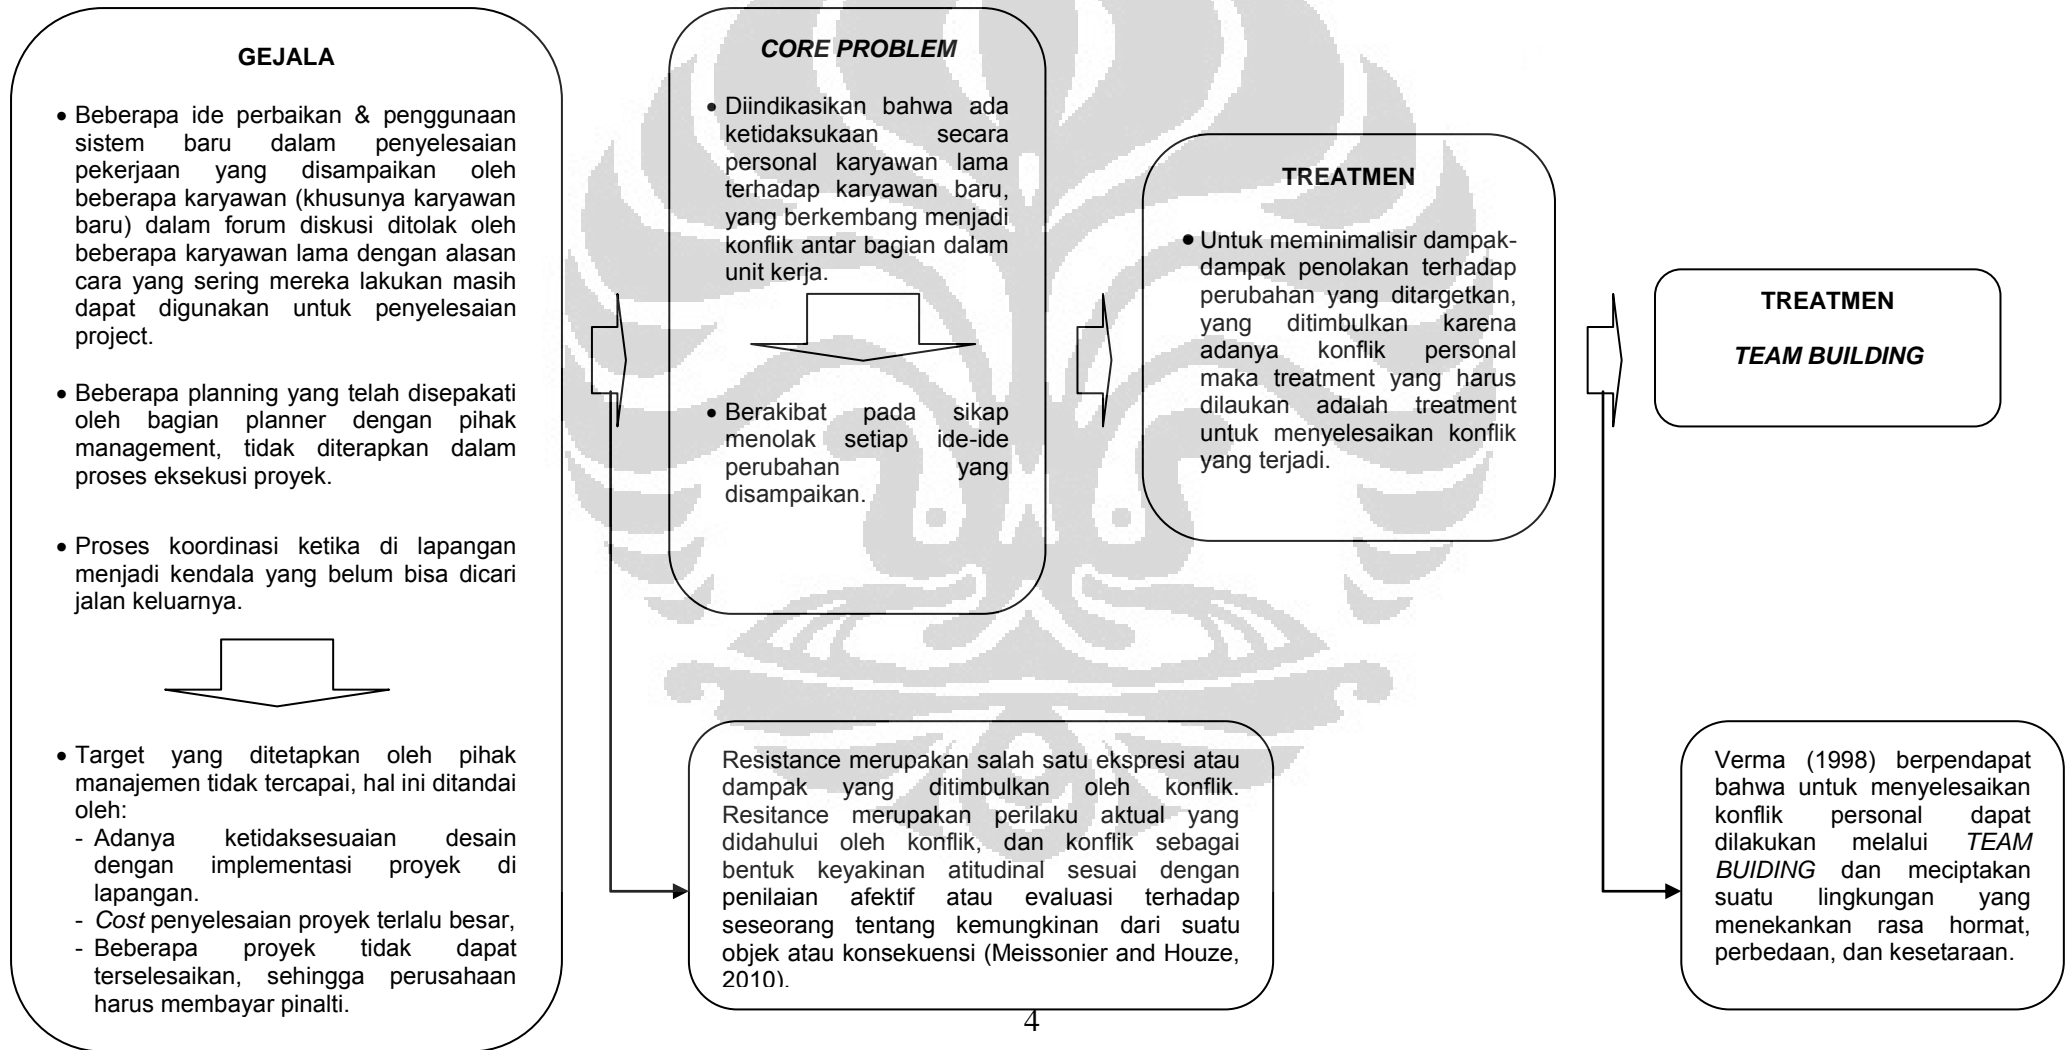 GEJALA
• Beberapa ide perbaikan & penggunaan
sistem baru dalam penyelesaian
pekerjaan yang disampaikan oleh
beberapa karyawan (khusunya karyawan
baru) dalam forum diskusi ditolak oleh
beberapa karyawan lama dengan alasan
cara yang sering mereka lakukan masih
dapat digunakan untuk penyelesaian
project.
• Beberapa planning yang telah disepakati
oleh bagian planner dengan pihak
management, tidak diterapkan dalam
proses eksekusi proyek.
• Proses koordinasi ketika di lapangan
menjadi kendala yang belum bisa dicari
jalan keluarnya.
• Target yang ditetapkan oleh pihak
manajemen tidak tercapai, hal ini ditandai
oleh:
- Adanya ketidaksesuaian desain
dengan implementasi proyek di
lapangan.
- Cost penyelesaian proyek terlalu besar,
- Beberapa proyek tidak dapat
terselesaikan, sehingga perusahaan
harus membayar pinalti.
CORE PROBLEM
• Diindikasikan bahwa ada
ketidaksukaan secara
personal karyawan lama
terhadap karyawan baru,
yang berkembang menjadi
konflik antar bagian dalam
unit kerja.
• Berakibat pada sikap
menolak setiap ide-ide
perubahan yang
disampaikan.
TREATMEN
• Untuk meminimalisir dampak-
dampak penolakan terhadap
perubahan yang ditargetkan,
yang ditimbulkan karena
adanya konflik personal
maka treatment yang harus
dilaukan adalah treatment
untuk menyelesaikan konflik
yang terjadi.
TREATMEN
TEAM BUILDING
Resistance merupakan salah satu ekspresi atau
dampak yang ditimbulkan oleh konflik.
Resitance merupakan perilaku aktual yang
didahului oleh konflik, dan konflik sebagai
bentuk keyakinan atitudinal sesuai dengan
penilaian afektif atau evaluasi terhadap
seseorang tentang kemungkinan dari suatu
objek atau konsekuensi (Meissonier and Houze,
2010).
Verma (1998) berpendapat
bahwa untuk menyelesaikan
konflik personal dapat
dilakukan melalui TEAM
BUIDING dan meciptakan
suatu lingkungan yang
menekankan rasa hormat,
perbedaan, dan kesetaraan.
4